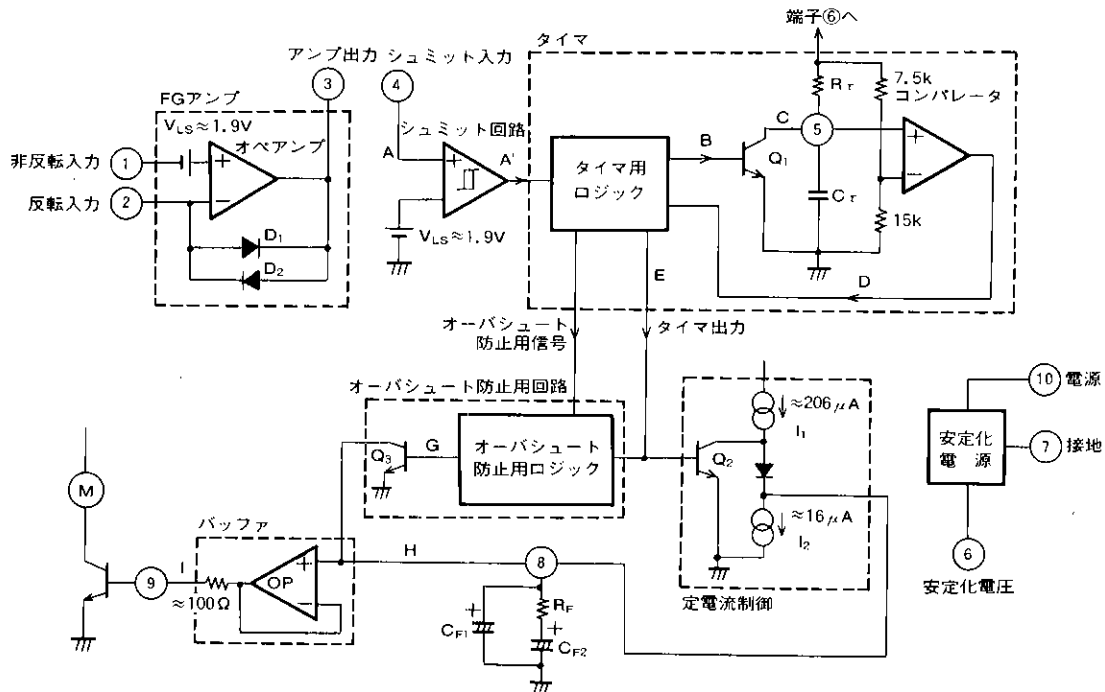 端子⑥へ
タイマ
アンプ出力 シュミット入力
③
④
FGアンプ
V_LS≈1.9V
オペアンプ
非反転入力 ①
反転入力 ②
+
−
D₁
D₂
シュミット回路
A
A'
+
V_LS≈1.9V
タイマ用
ロジック
B
Q₁
C
⑤
R_τ
C_τ
7.5k
コンパレータ
+
−
15k
D
E
オーバシュート
防止用信号
タイマ出力
オーバシュート防止用回路
Q₃
G
オーバシュート
防止用ロジック
Q₂
≈206μA
I₁
≈16μA
I₂
定電流制御
⑩ 電源
安定化
電源
⑦ 接地
⑥
安定化電圧
M
バッファ
⑨
I
≈100Ω
OP
+
−
H
⑧
+
C_F1
R_F
+
C_F2